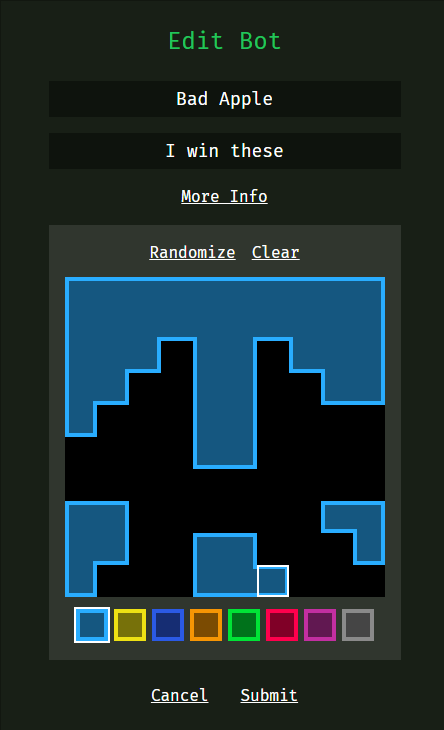 Edit Bot
Bad Apple
I win these
More Info
Randomize Clear
Cancel Submit